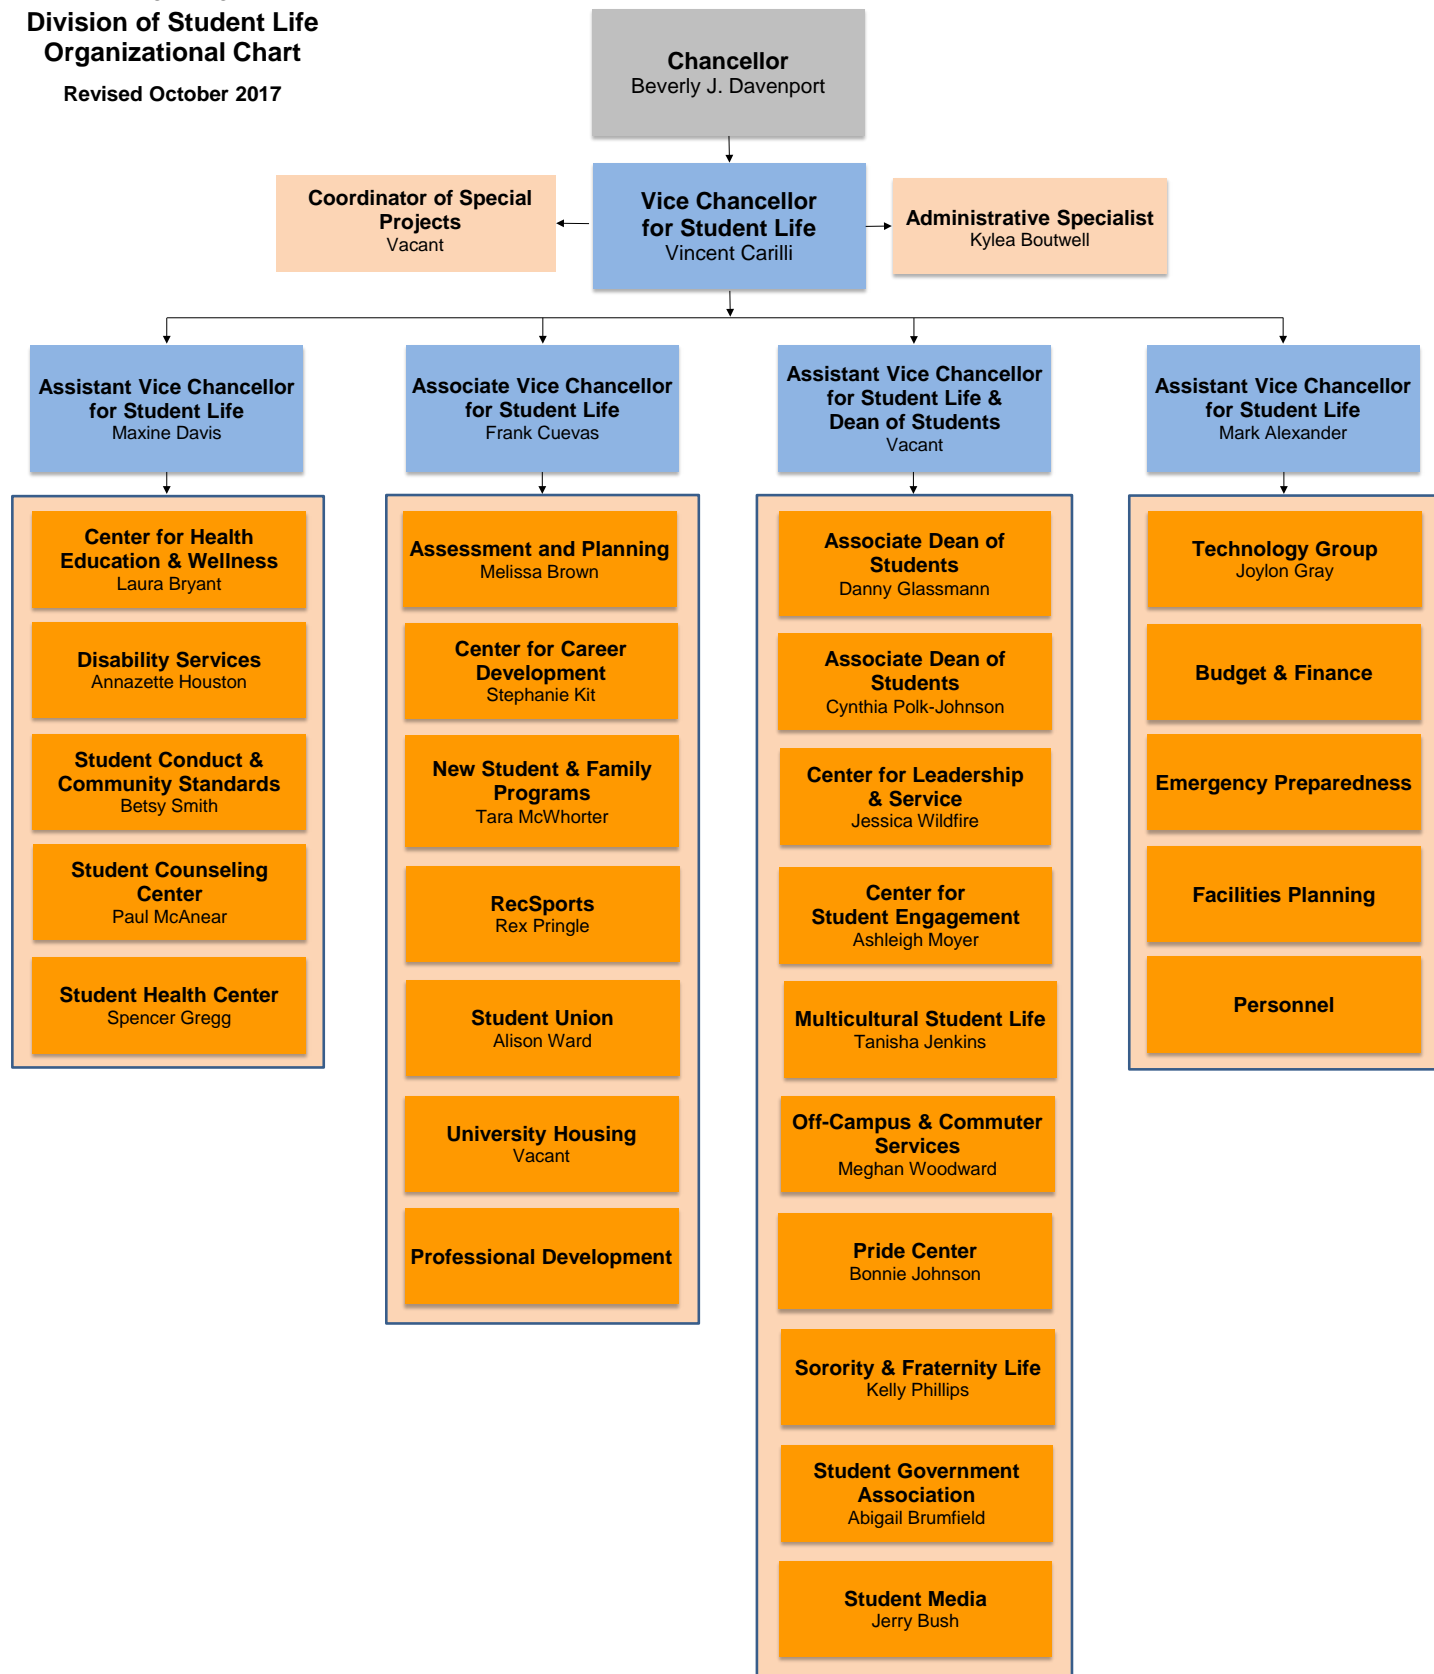 Division of Student Life
Organizational Chart
Revised October 2017
Chancellor
Beverly J. Davenport
Coordinator of Special
Projects
Vacant
Vice Chancellor
for Student Life
Vincent Carilli
Administrative Specialist
Kylea Boutwell
Assistant Vice Chancellor
for Student Life
Maxine Davis
Associate Vice Chancellor
for Student Life
Frank Cuevas
Assistant Vice Chancellor
for Student Life &
Dean of Students
Vacant
Assistant Vice Chancellor
for Student Life
Mark Alexander
Center for Health
Education & Wellness
Laura Bryant
Disability Services
Annazette Houston
Student Conduct &
Community Standards
Betsy Smith
Student Counseling
Center
Paul McAnear
Student Health Center
Spencer Gregg
Assessment and Planning
Melissa Brown
Center for Career
Development
Stephanie Kit
New Student & Family
Programs
Tara McWhorter
RecSports
Rex Pringle
Student Union
Alison Ward
University Housing
Vacant
Professional Development
Associate Dean of
Students
Danny Glassmann
Associate Dean of
Students
Cynthia Polk-Johnson
Center for Leadership
& Service
Jessica Wildfire
Center for
Student Engagement
Ashleigh Moyer
Multicultural Student Life
Tanisha Jenkins
Off-Campus & Commuter
Services
Meghan Woodward
Pride Center
Bonnie Johnson
Sorority & Fraternity Life
Kelly Phillips
Student Government
Association
Abigail Brumfield
Student Media
Jerry Bush
Technology Group
Joylon Gray
Budget & Finance
Emergency Preparedness
Facilities Planning
Personnel